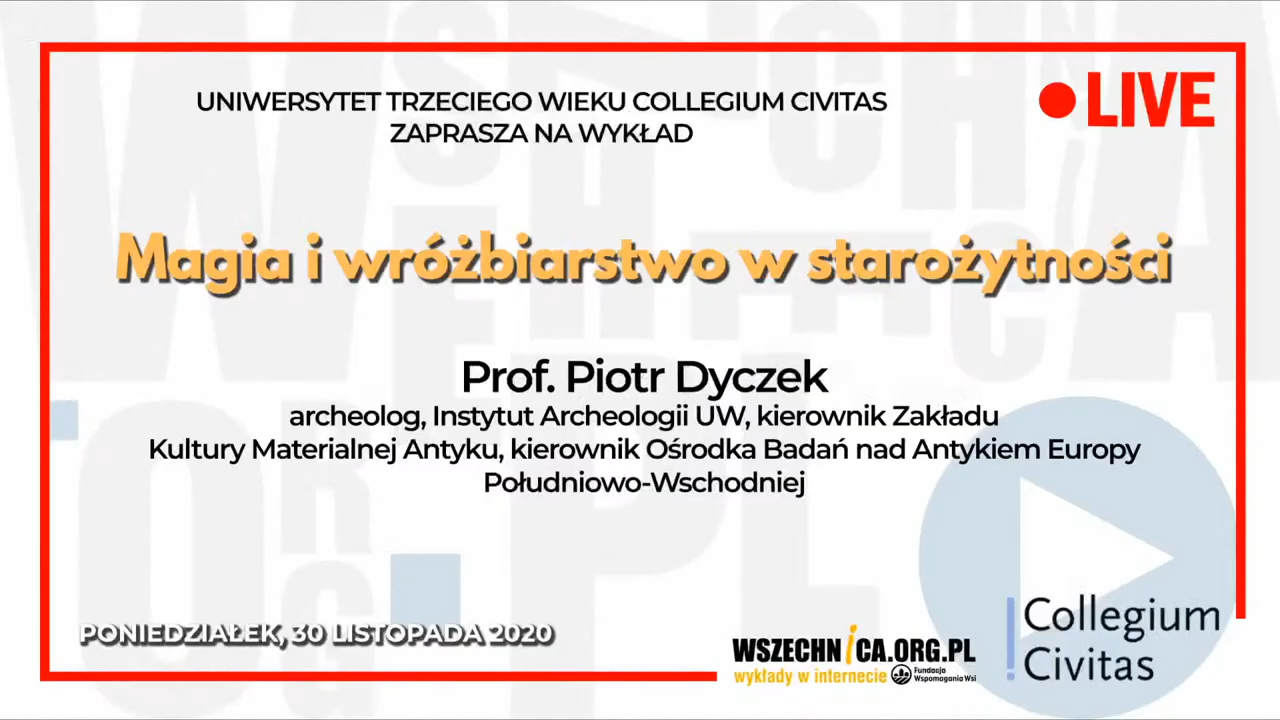 UNIWERSYTET TRZECIEGO WIEKU COLLEGIUM CIVITAS
ZAPRASZA NA WYKŁAD
LIVE
Magia i wróżbiarstwo w starożytności
Prof. Piotr Dyczek
archeolog, Instytut Archeologii UW, kierownik Zakładu
Kultury Materialnej Antyku, kierownik Ośrodka Badań nad Antykiem Europy
Południowo-Wschodniej
PONIEDZIAŁEK, 30 LISTOPADA 2020
WSZECHNiCA.ORG.PL
wykłady w internecie
Fundacja
Wspomagania Wsi
Collegium
Civitas